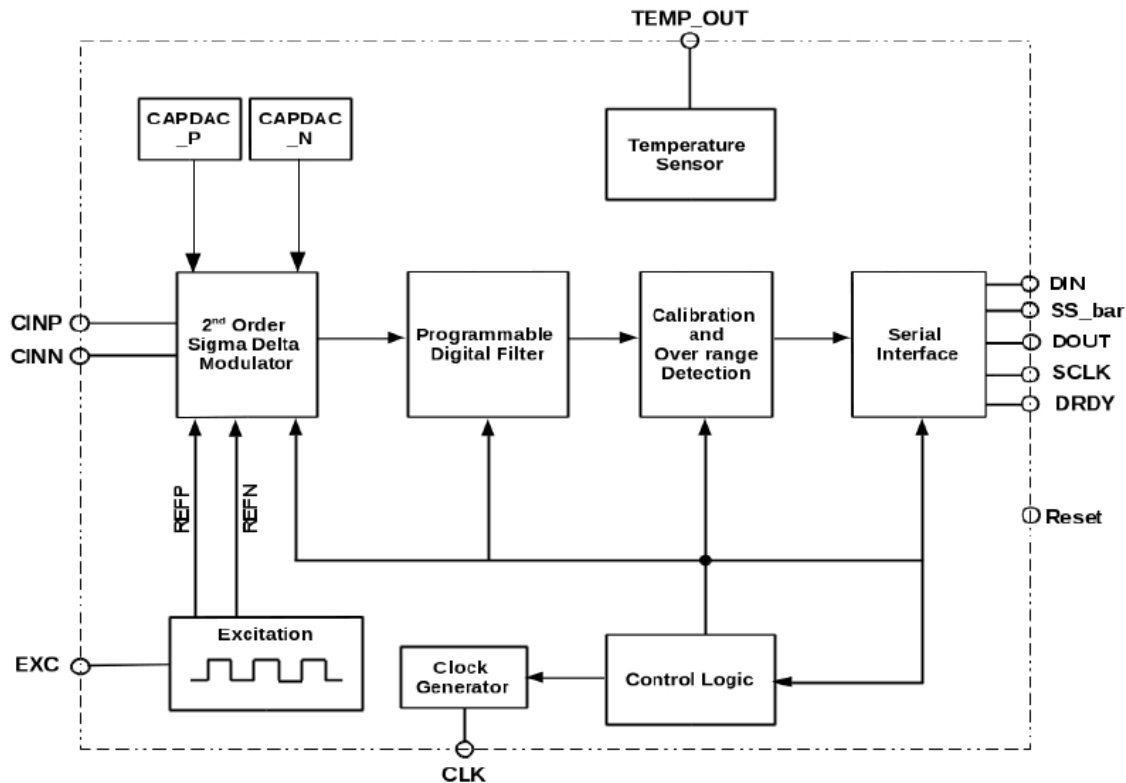 TEMP_OUT
CAPDAC
_P
CAPDAC
_N
Temperature
Sensor
CINP
CINN
2nd Order
Sigma Delta
Modulator
Programmable
Digital Filter
Calibration
and
Over range
Detection
Serial
Interface
DIN
SS_bar
DOUT
SCLK
DRDY
REFP
REFN
Reset
EXC
Excitation
Clock
Generator
Control Logic
CLK